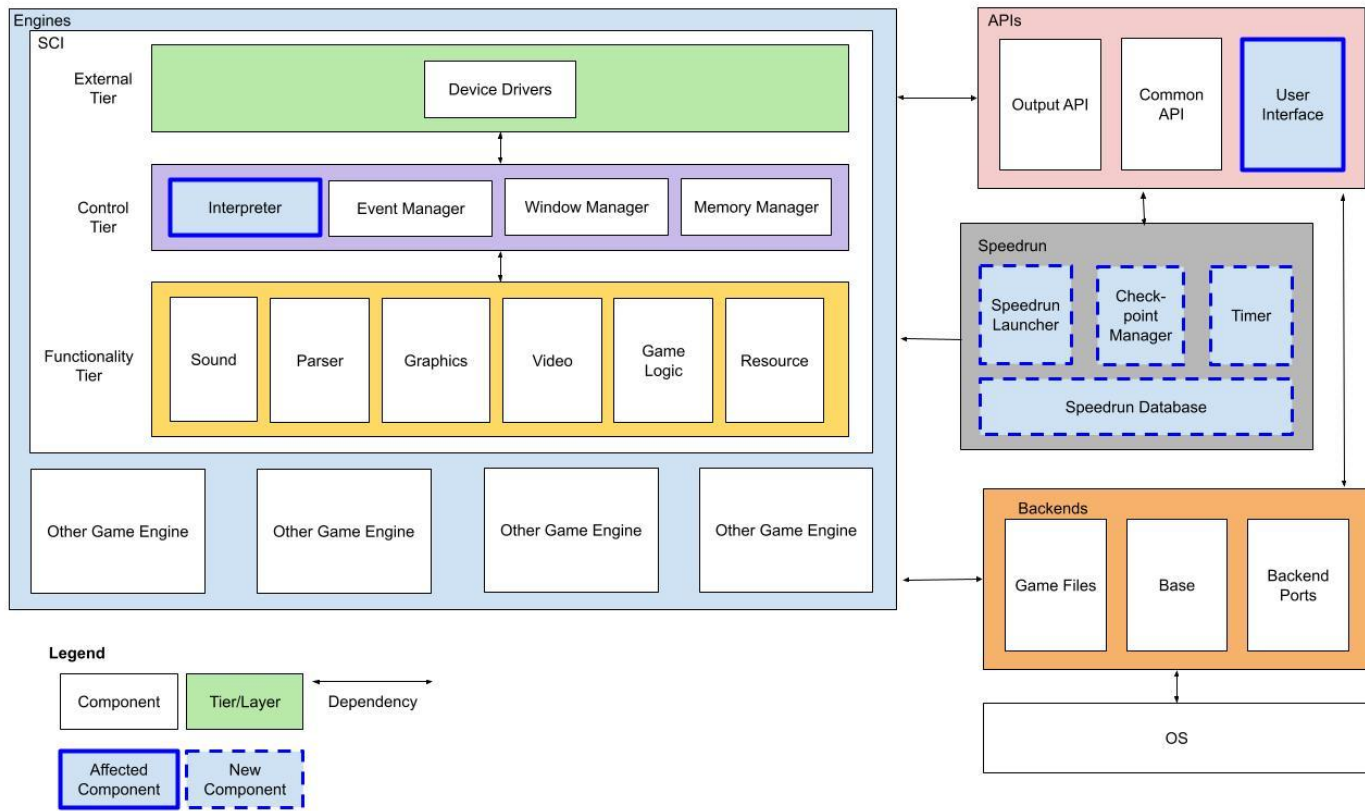 Engines
SCI
External
Tier
Device Drivers
Control
Tier
Interpreter
Event Manager
Window Manager
Memory Manager
Functionality
Tier
Sound
Parser
Graphics
Video
Game
Logic
Resource
Other Game Engine
Other Game Engine
Other Game Engine
Other Game Engine
APIs
Output API
Common
API
User
Interface
Speedrun
Speedrun
Launcher
Check-
point
Manager
Timer
Speedrun Database
Backends
Game Files
Base
Backend
Ports
OS
Legend
Component
Tier/Layer
Dependency
Affected
Component
New
Component